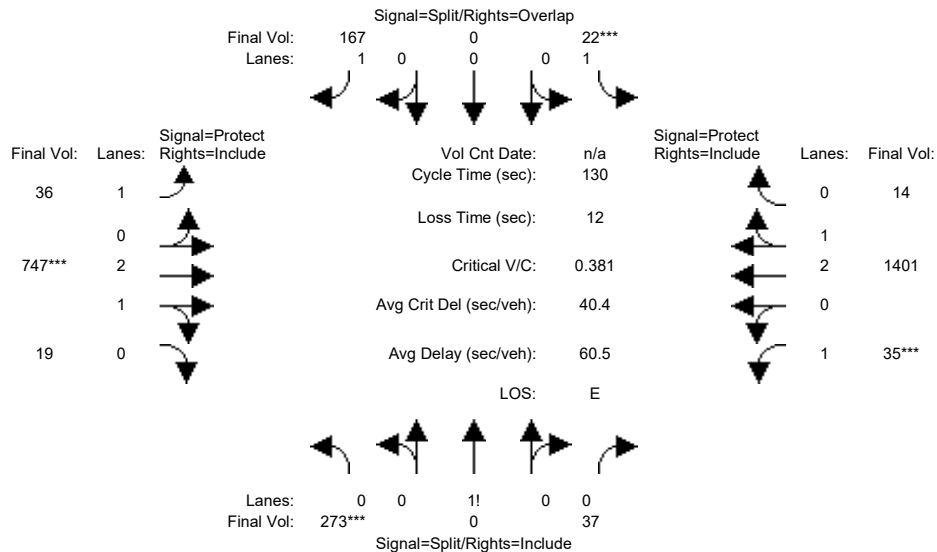 Signal=Split/Rights=Overlap
Final Vol: 167 0 22***
Lanes: 1 0 0 0 1
Signal=Protect Signal=Protect
Final Vol: Lanes: Rights=Include Vol Cnt Date: n/a Rights=Include Lanes: Final Vol:
Cycle Time (sec): 130
36 1 0 14
Loss Time (sec): 12
0 1
747*** 2 Critical V/C: 0.381 2 1401
1 Avg Crit Del (sec/veh): 40.4 0
19 0 Avg Delay (sec/veh): 60.5 1 35***
LOS: E
Lanes: 0 0 1! 0 0
Final Vol: 273*** 0 37
Signal=Split/Rights=Include